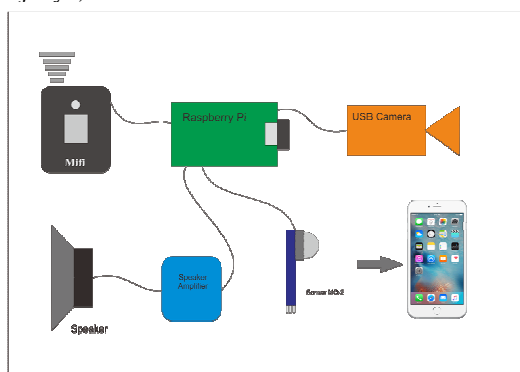 Raspberry Pi
USB Camera
Mifi
Speaker
Amplifier
Speaker